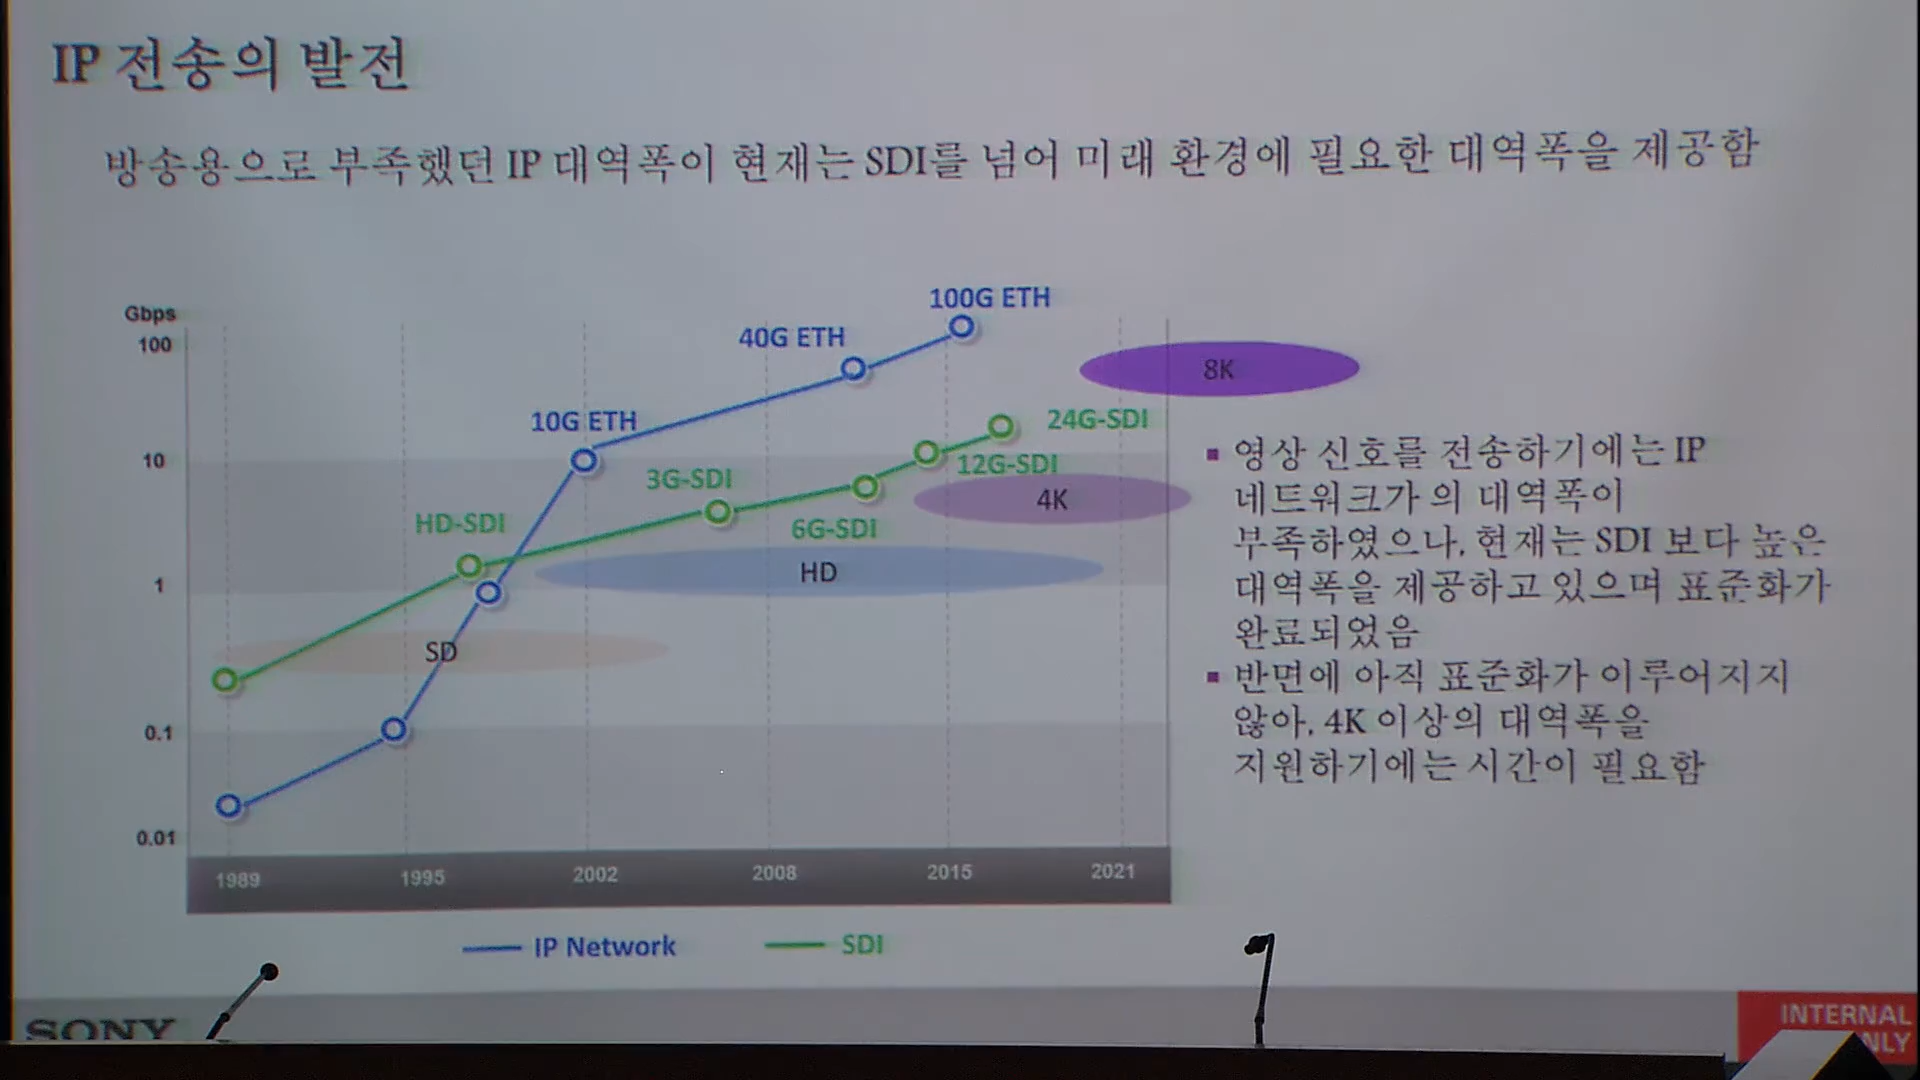 IP 전송의 발전
방송용으로 부족했던 IP 대역폭이 현재는 SDI를 넘어 미래 환경에 필요한 대역폭을 제공함
Gbps
100
10
1
0.1
0.01
100G ETH
40G ETH
10G ETH
8K
24G-SDI
12G-SDI
3G-SDI
4K
HD-SDI
6G-SDI
HD
SD
1989 1995 2002 2008 2015 2021
IP Network SDI
▪ 영상 신호를 전송하기에는 IP
네트워크가 의 대역폭이
부족하였으나, 현재는 SDI 보다 높은
대역폭을 제공하고 있으며 표준화가
완료되었음
▪ 반면에 아직 표준화가 이루어지지
않아, 4K 이상의 대역폭을
지원하기에는 시간이 필요함
SONY
INTERNAL